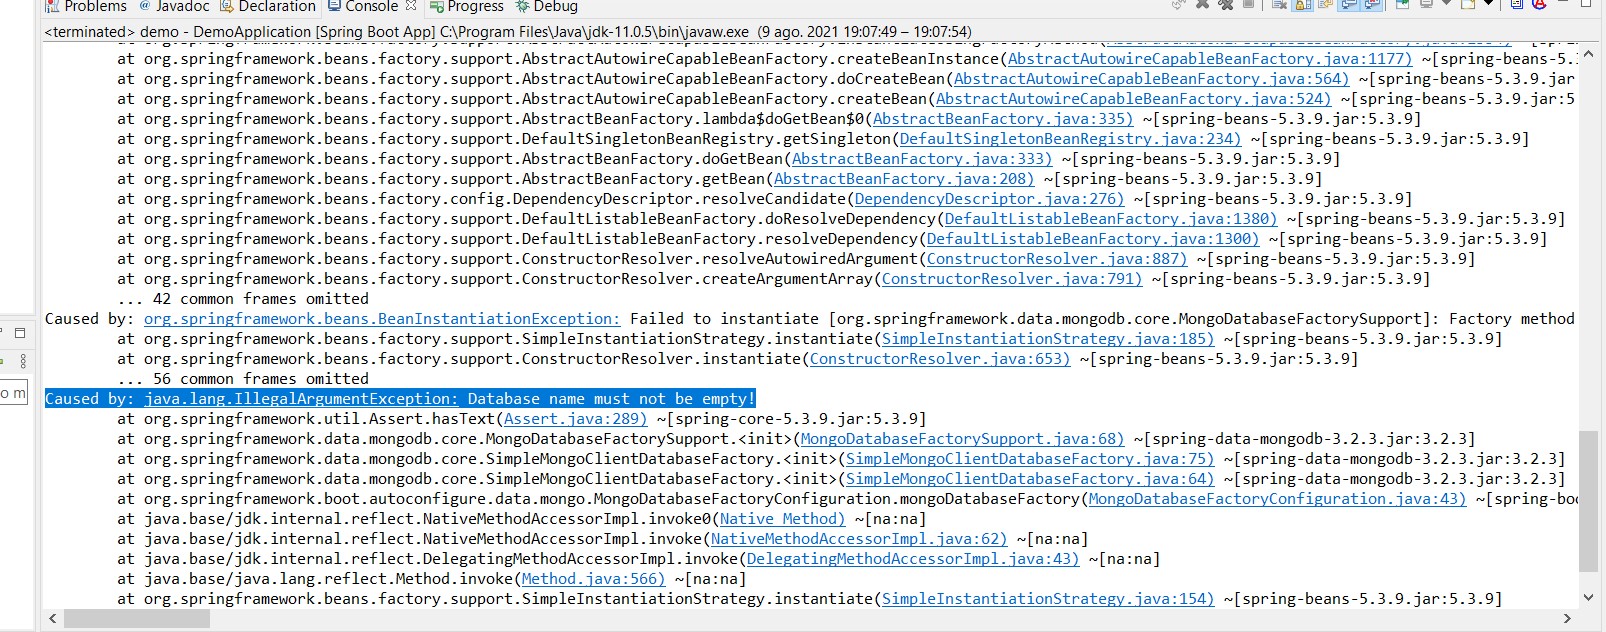 Problems @ Javadoc Declaration Console Progress Debug
<terminated> demo - DemoApplication [Spring Boot App] C:\Program Files\Java\jdk-11.0.5\bin\javaw.exe (9 ago. 2021 19:07:49 – 19:07:54)
at org.springframework.beans.factory.support.AbstractAutowireCapableBeanFactory.createBeanInstance(AbstractAutowireCapableBeanFactory.java:1177) ~[spring-beans-5.
at org.springframework.beans.factory.support.AbstractAutowireCapableBeanFactory.doCreateBean(AbstractAutowireCapableBeanFactory.java:564) ~[spring-beans-5.3.9.jar
at org.springframework.beans.factory.support.AbstractAutowireCapableBeanFactory.createBean(AbstractAutowireCapableBeanFactory.java:524) ~[spring-beans-5.3.9.jar:5
at org.springframework.beans.factory.support.AbstractBeanFactory.lambda$doGetBean$0(AbstractBeanFactory.java:335) ~[spring-beans-5.3.9.jar:5.3.9]
at org.springframework.beans.factory.support.DefaultSingletonBeanRegistry.getSingleton(DefaultSingletonBeanRegistry.java:234) ~[spring-beans-5.3.9.jar:5.3.9]
at org.springframework.beans.factory.support.AbstractBeanFactory.doGetBean(AbstractBeanFactory.java:333) ~[spring-beans-5.3.9.jar:5.3.9]
at org.springframework.beans.factory.support.AbstractBeanFactory.getBean(AbstractBeanFactory.java:208) ~[spring-beans-5.3.9.jar:5.3.9]
at org.springframework.beans.factory.config.DependencyDescriptor.resolveCandidate(DependencyDescriptor.java:276) ~[spring-beans-5.3.9.jar:5.3.9]
at org.springframework.beans.factory.support.DefaultListableBeanFactory.doResolveDependency(DefaultListableBeanFactory.java:1380) ~[spring-beans-5.3.9.jar:5.3.9]
at org.springframework.beans.factory.support.DefaultListableBeanFactory.resolveDependency(DefaultListableBeanFactory.java:1300) ~[spring-beans-5.3.9.jar:5.3.9]
at org.springframework.beans.factory.support.ConstructorResolver.resolveAutowiredArgument(ConstructorResolver.java:887) ~[spring-beans-5.3.9.jar:5.3.9]
at org.springframework.beans.factory.support.ConstructorResolver.createArgumentArray(ConstructorResolver.java:791) ~[spring-beans-5.3.9.jar:5.3.9]
... 42 common frames omitted
Caused by: org.springframework.beans.BeanInstantiationException: Failed to instantiate [org.springframework.data.mongodb.core.MongoDatabaseFactorySupport]: Factory method
at org.springframework.beans.factory.support.SimpleInstantiationStrategy.instantiate(SimpleInstantiationStrategy.java:185) ~[spring-beans-5.3.9.jar:5.3.9]
at org.springframework.beans.factory.support.ConstructorResolver.instantiate(ConstructorResolver.java:653) ~[spring-beans-5.3.9.jar:5.3.9]
... 56 common frames omitted
o m
Caused by: java.lang.IllegalArgumentException: Database name must not be empty!
at org.springframework.util.Assert.hasText(Assert.java:289) ~[spring-core-5.3.9.jar:5.3.9]
at org.springframework.data.mongodb.core.MongoDatabaseFactorySupport.<init>(MongoDatabaseFactorySupport.java:68) ~[spring-data-mongodb-3.2.3.jar:3.2.3]
at org.springframework.data.mongodb.core.SimpleMongoClientDatabaseFactory.<init>(SimpleMongoClientDatabaseFactory.java:75) ~[spring-data-mongodb-3.2.3.jar:3.2.3]
at org.springframework.data.mongodb.core.SimpleMongoClientDatabaseFactory.<init>(SimpleMongoClientDatabaseFactory.java:64) ~[spring-data-mongodb-3.2.3.jar:3.2.3]
at org.springframework.boot.autoconfigure.data.mongo.MongoDatabaseFactoryConfiguration.mongoDatabaseFactory(MongoDatabaseFactoryConfiguration.java:43) ~[spring-boo
at java.base/jdk.internal.reflect.NativeMethodAccessorImpl.invoke0(Native Method) ~[na:na]
at java.base/jdk.internal.reflect.NativeMethodAccessorImpl.invoke(NativeMethodAccessorImpl.java:62) ~[na:na]
at java.base/jdk.internal.reflect.DelegatingMethodAccessorImpl.invoke(DelegatingMethodAccessorImpl.java:43) ~[na:na]
at java.base/java.lang.reflect.Method.invoke(Method.java:566) ~[na:na]
at org.springframework.beans.factory.support.SimpleInstantiationStrategy.instantiate(SimpleInstantiationStrategy.java:154) ~[spring-beans-5.3.9.jar:5.3.9]